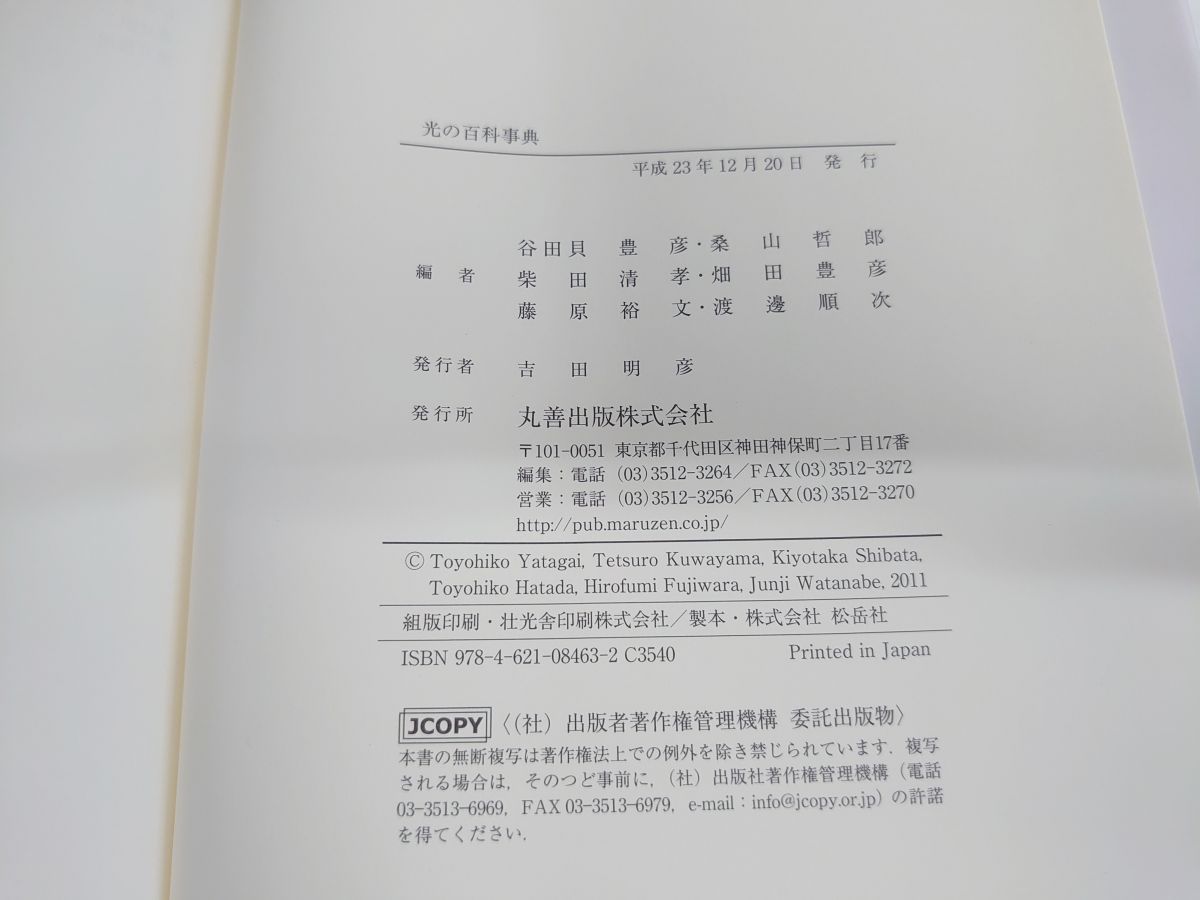 光の百科事典
平成23年12月20日 発 行
谷田貝 豊 彦・桑 山 哲 郎
編 者 柴 田 清 孝・畑 田 豊 彦
藤 原 裕 文・渡 邊 順 次
発行者 吉 田 明 彦
発行所 丸善出版株式会社
〒101-0051 東京都千代田区神田神保町二丁目17番
編集：電話 (03)3512-3264／FAX(03)3512-3272
営業：電話 (03)3512-3256／FAX(03)3512-3270
http://pub.maruzen.co.jp/
© Toyohiko Yatagai, Tetsuro Kuwayama, Kiyotaka Shibata,
Toyohiko Hatada, Hirofumi Fujiwara, Junji Watanabe, 2011
組版印刷・壮光舎印刷株式会社／製本・株式会社 松岳社
ISBN 978-4-621-08463-2 C3540 Printed in Japan
JCOPY 〈（社）出版者著作権管理機構 委託出版物〉
本書の無断複写は著作権法上での例外を除き禁じられています．複写
される場合は，そのつど事前に，（社）出版社著作権管理機構（電話
03-3513-6969，FAX 03-3513-6979，e-mail：info@jcopy.or.jp）の許諾
を得てください．